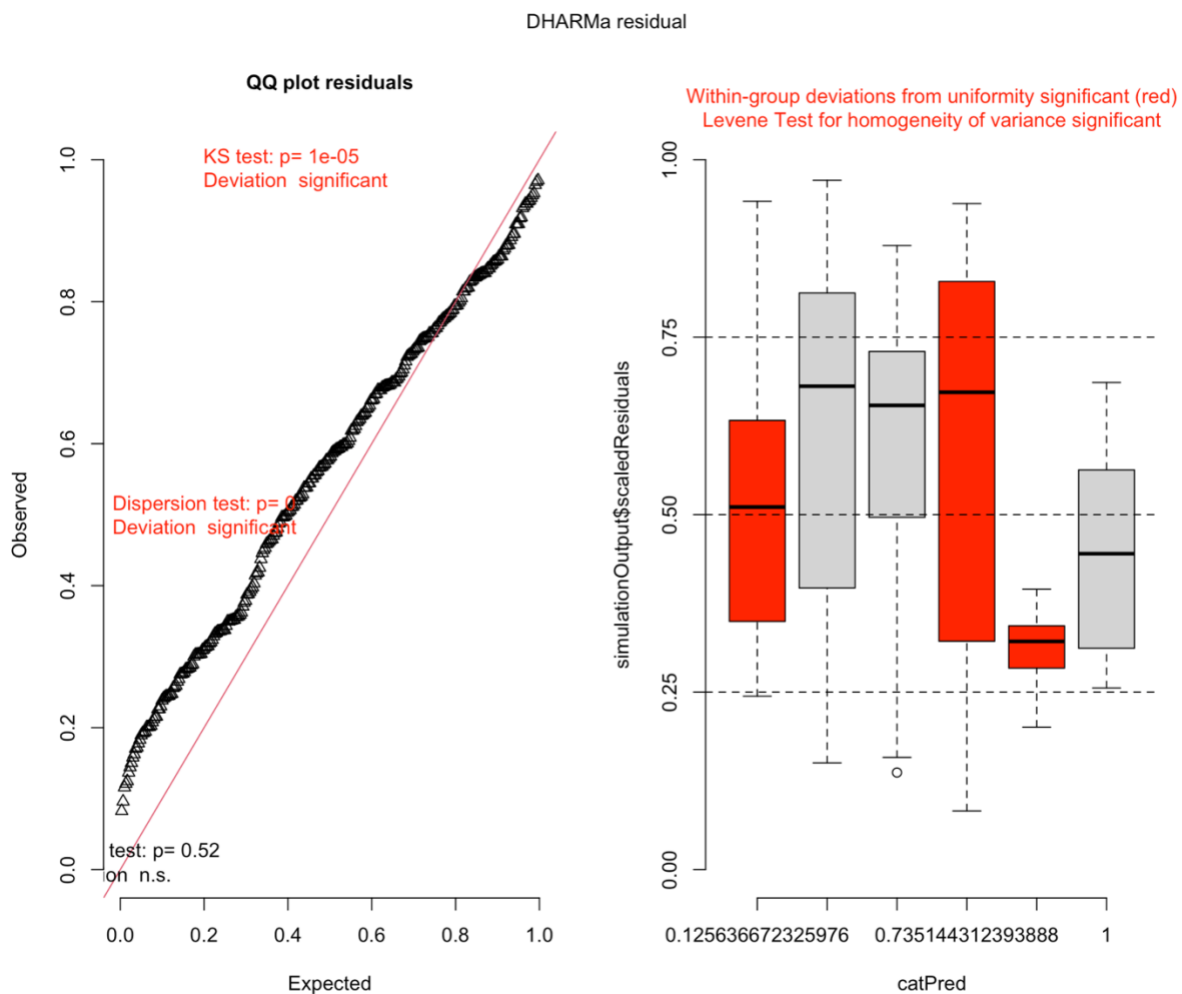 DHARMa residual
QQ plot residuals
KS test: p= 1e-05
Deviation significant
Dispersion test: p= 0
Deviation significant
test: p= 0.52
on n.s.
Observed
0.0
0.2
0.4
0.6
0.8
1.0
0.0 0.2 0.4 0.6 0.8 1.0
Expected
Within-group deviations from uniformity significant (red)
Levene Test for homogeneity of variance significant
simulationOutput$scaledResiduals
0.00
0.25
0.50
0.75
1.00
0.125636672325976 0.735144312393888 1
catPred